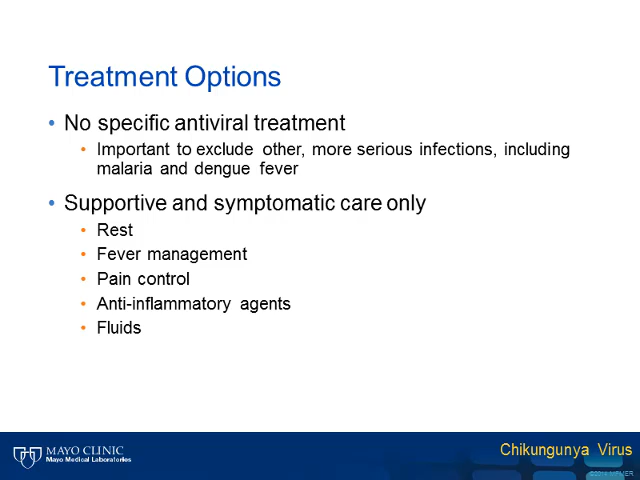 Treatment Options
• No specific antiviral treatment
• Important to exclude other, more serious infections, including
malaria and dengue fever
• Supportive and symptomatic care only
• Rest
• Fever management
• Pain control
• Anti-inflammatory agents
• Fluids
MAYO CLINIC
Mayo Medical Laboratories
Chikungunya Virus